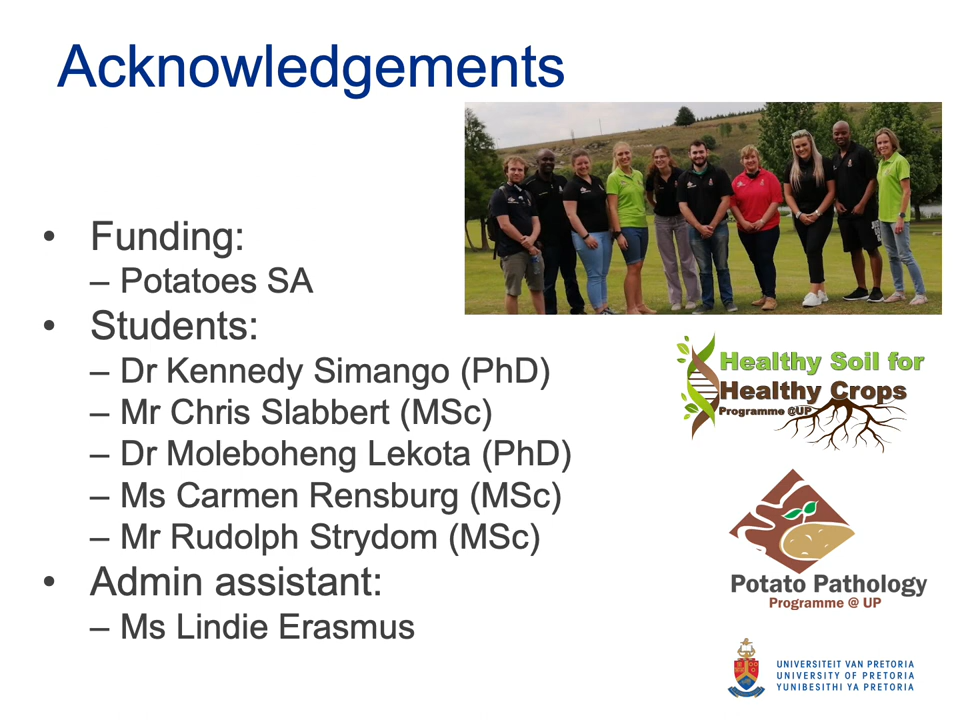 Acknowledgements
• Funding:
– Potatoes SA
• Students:
– Dr Kennedy Simango (PhD)
– Mr Chris Slabbert (MSc)
– Dr Moleboheng Lekota (PhD)
– Ms Carmen Rensburg (MSc)
– Mr Rudolph Strydom (MSc)
• Admin assistant:
– Ms Lindie Erasmus
Healthy Soil for
Healthy Crops
Programme @UP
Potato Pathology
Programme @ UP
UNIVERSITEIT VAN PRETORIA
UNIVERSITY OF PRETORIA
YUNIBESITHI YA PRETORIA